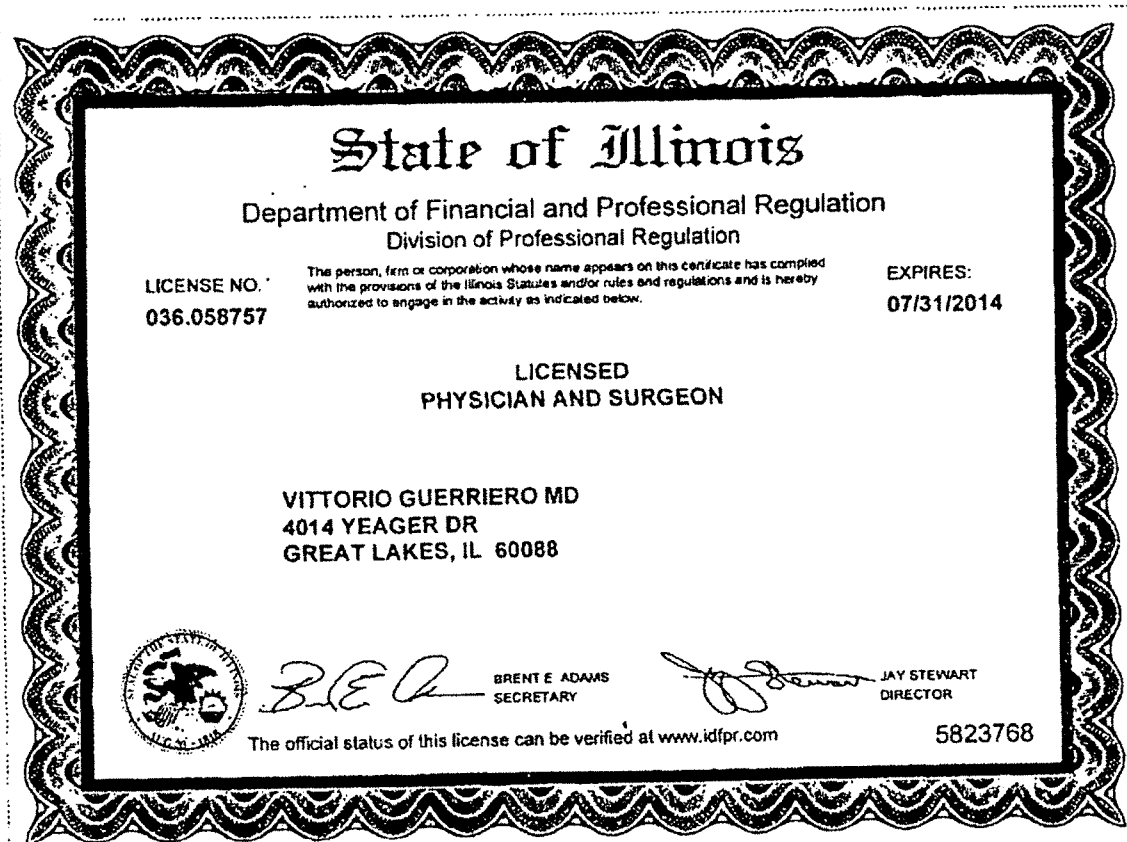 State of Illinois
Department of Financial and Professional Regulation
Division of Professional Regulation
LICENSE NO.
036.058757
The person, firm or corporation whose name appears on this certificate has complied
with the provisions of the Illinois Statutes and/or rules and regulations and is hereby
authorized to engage in the activity as indicated below.
EXPIRES:
07/31/2014
LICENSED
PHYSICIAN AND SURGEON
VITTORIO GUERRIERO MD
4014 YEAGER DR
GREAT LAKES, IL 60088
BRENT E. ADAMS
SECRETARY
JAY STEWART
DIRECTOR
The official status of this license can be verified at www.idfpr.com
5823768